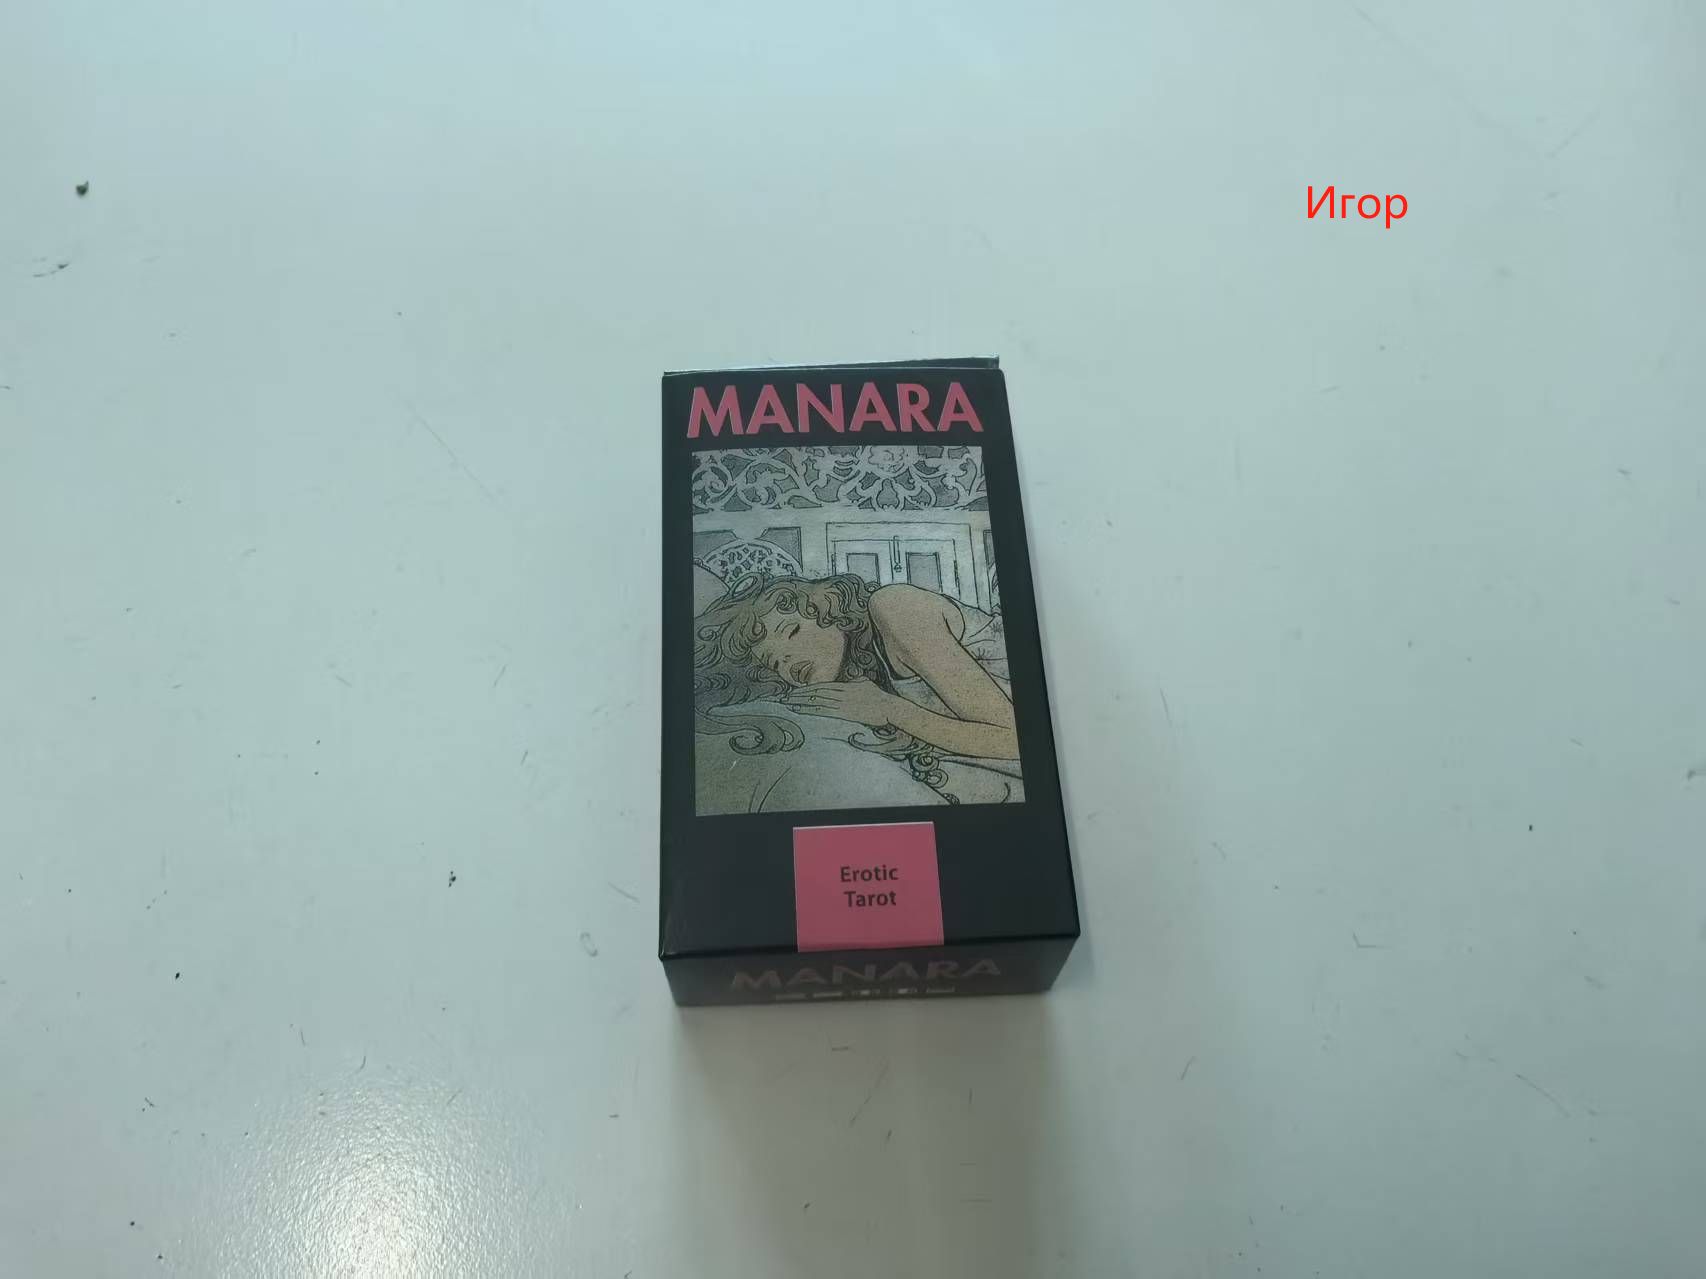 Игор
MANARA
Erotic
Tarot
MANARA